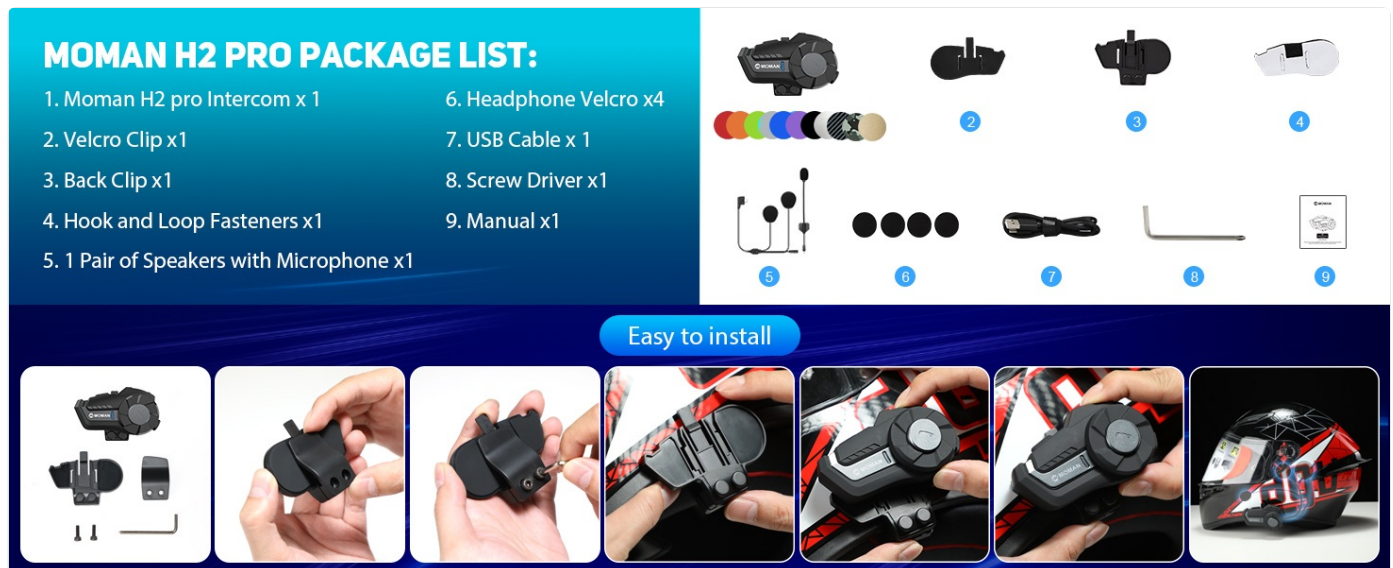 MOMAN H2 PRO PACKAGE LIST:
1. Moman H2 pro Intercom x 1
2. Velcro Clip x1
3. Back Clip x1
4. Hook and Loop Fasteners x1
5. 1 Pair of Speakers with Microphone x1
6. Headphone Velcro x4
7. USB Cable x 1
8. Screw Driver x1
9. Manual x1
MOMAN
2
3
4
MOMAN
5
6
7
8
9
Easy to install
MOMAN
MOMAN
MOMAN